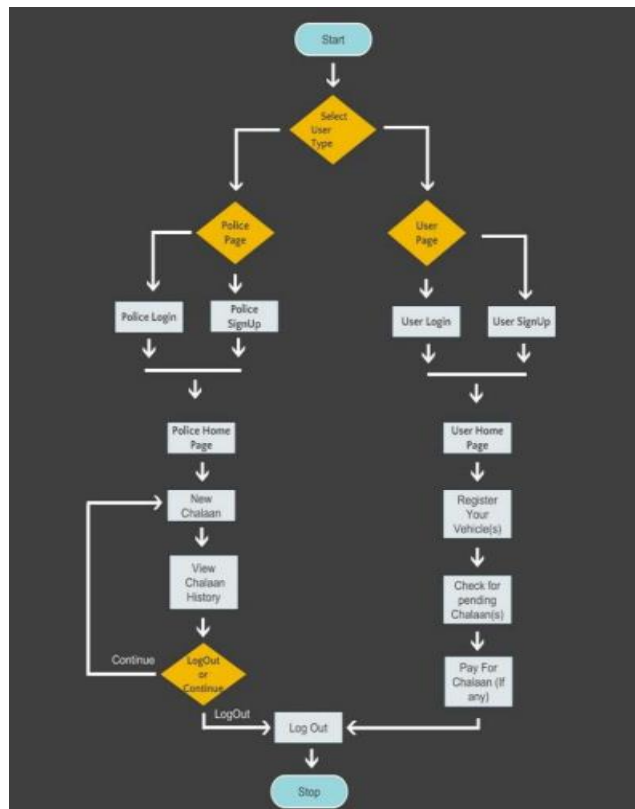 Start
Select
User
Type
Police
Page
User
Page
Police Login
Police
SignUp
User Login
User SignUp
Police Home
Page
User Home
Page
New
Chalaan
Register
Your
Vehicle(s)
View
Chalaan
History
Check for
pending
Chalaan(s)
Continue
LogOut
or
Continue
Pay For
Chalaan (If
any)
LogOut
Log Out
Stop